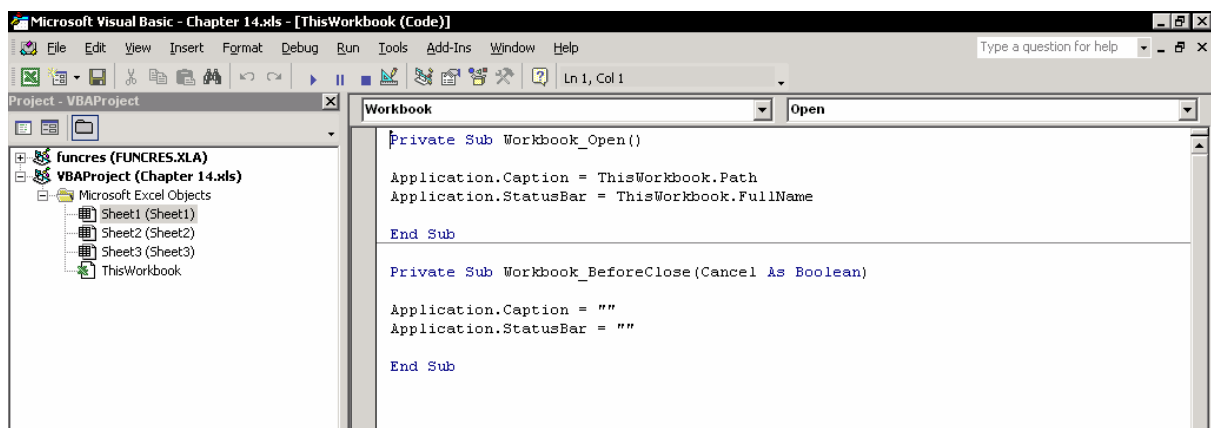 Microsoft Visual Basic - Chapter 14.xls - [ThisWorkbook (Code)]
File Edit View Insert Format Debug Run Tools Add-Ins Window Help
Type a question for help
Ln 1, Col 1
Project - VBAProject
funcres (FUNCRES.XLA)
VBAProject (Chapter 14.xls)
Microsoft Excel Objects
Sheet1 (Sheet1)
Sheet2 (Sheet2)
Sheet3 (Sheet3)
ThisWorkbook
Workbook
Open
Private Sub Workbook_Open()
Application.Caption = ThisWorkbook.Path
Application.StatusBar = ThisWorkbook.FullName
End Sub
Private Sub Workbook_BeforeClose(Cancel As Boolean)
Application.Caption = ""
Application.StatusBar = ""
End Sub